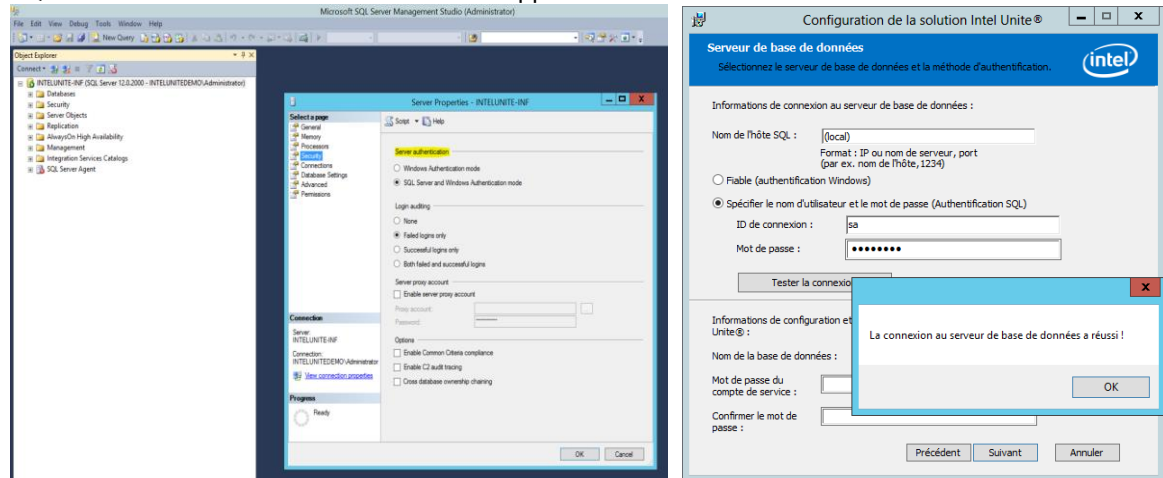 Microsoft SQL Server Management Studio (Administrator)
File Edit View Debug Tools Window Help
New Query
Object Explorer
Connect
INTELUNITE-INF (SQL Server 12.0.2000 - INTELUNITEDEMO\Administrator)
Databases
Security
Server Objects
Replication
AlwaysOn High Availability
Management
Integration Services Catalogs
SQL Server Agent
Server Properties - INTELUNITE-INF
Select a page
General
Memory
Processors
Security
Connections
Database Settings
Advanced
Permissions
Script Help
Server authentication
Windows Authentication mode
SQL Server and Windows Authentication mode
Login auditing
None
Failed logins only
Successful logins only
Both failed and successful logins
Server proxy account
Enable server proxy account
Proxy account:
Password:
Options
Enable Common Criteria compliance
Enable C2 audit tracing
Cross database ownership chaining
Connection
Server:
INTELUNITE-INF
Connection:
INTELUNITEDEMO\Administrator
View connection properties
Progress
Ready
OK Cancel
Configuration de la solution Intel Unite®
Serveur de base de données
Sélectionnez le serveur de base de données et la méthode d'authentification.
intel
Informations de connexion au serveur de base de données :
Nom de l'hôte SQL : (local)
Format : IP ou nom de serveur, port
(par ex. nom de l'hôte,1234)
Fiable (authentification Windows)
Spécifier le nom d'utilisateur et le mot de passe (Authentification SQL)
ID de connexion : sa
Mot de passe : ●●●●●●●●
Tester la connexio
Informations de configuration et
Unite® :
Nom de la base de données :
Mot de passe du
compte de service :
Confirmer le mot de
passe :
La connexion au serveur de base de données a réussi !
OK
Précédent Suivant Annuler